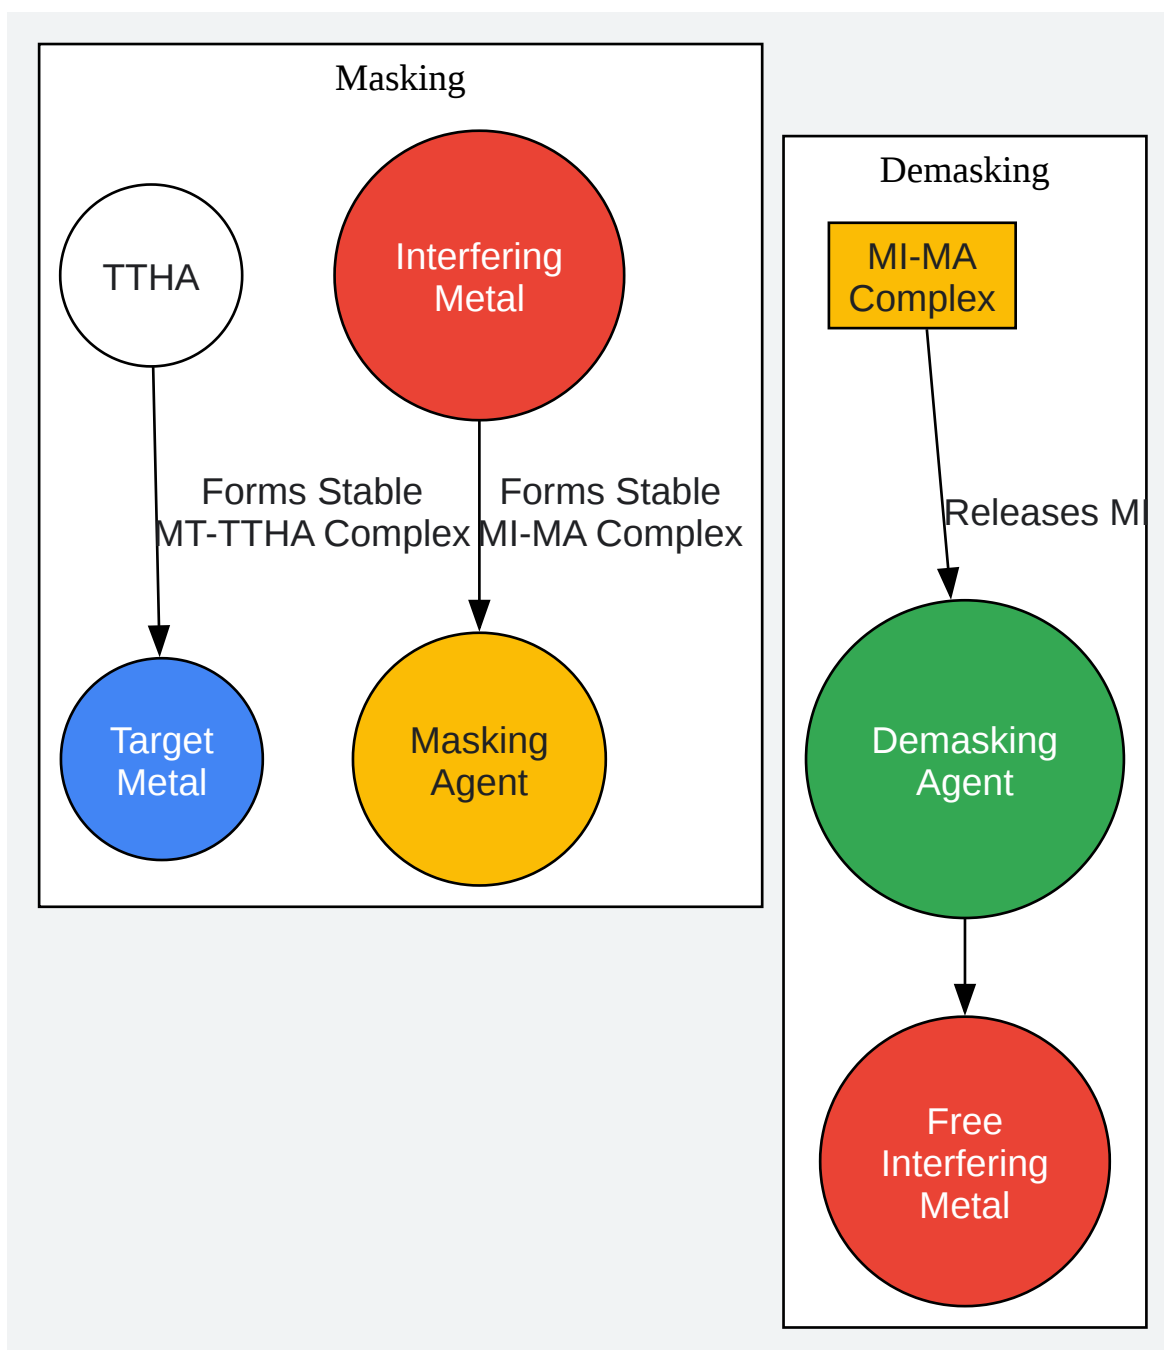 Masking
TTHA
Interfering
Metal
Forms Stable
MT-TTHA Complex
Forms Stable
MI-MA Complex
Target
Metal
Masking
Agent
Demasking
MI-MA
Complex
Releases MI
Demasking
Agent
Free
Interfering
Metal